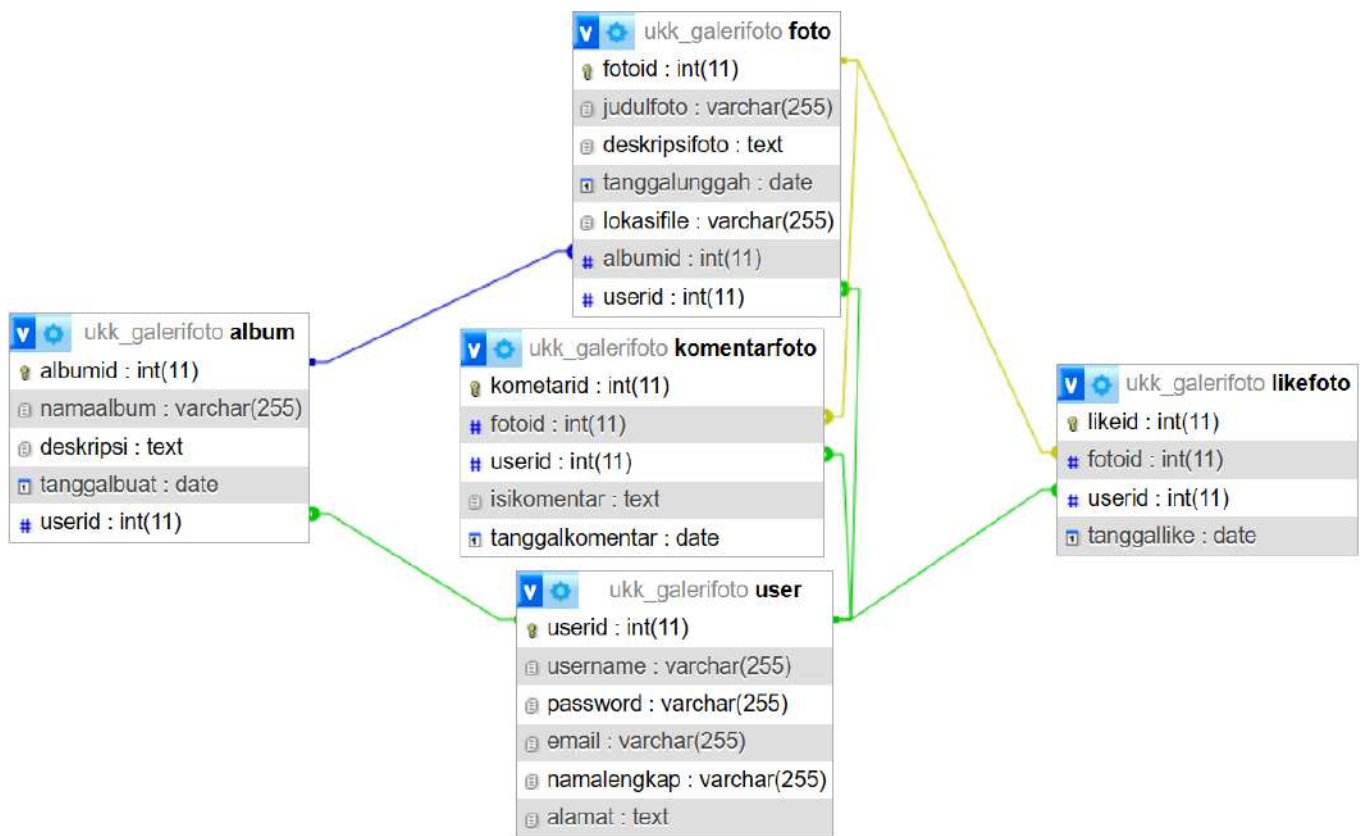 ukk_galerifoto foto
fotoid : int(11)
judulfoto : varchar(255)
deskripsifoto : text
tanggalunggah : date
lokasifile : varchar(255)
albumid : int(11)
userid : int(11)
ukk_galerifoto album
albumid : int(11)
namaalbum : varchar(255)
deskripsi : text
tanggalbuat : date
userid : int(11)
ukk_galerifoto komentarfoto
kometarid : int(11)
fotoid : int(11)
userid : int(11)
isikomentar : text
tanggalkomentar : date
ukk_galerifoto likefoto
likeid : int(11)
fotoid : int(11)
userid : int(11)
tanggallike : date
ukk_galerifoto user
userid : int(11)
username : varchar(255)
password : varchar(255)
email : varchar(255)
namalengkap : varchar(255)
alamat : text